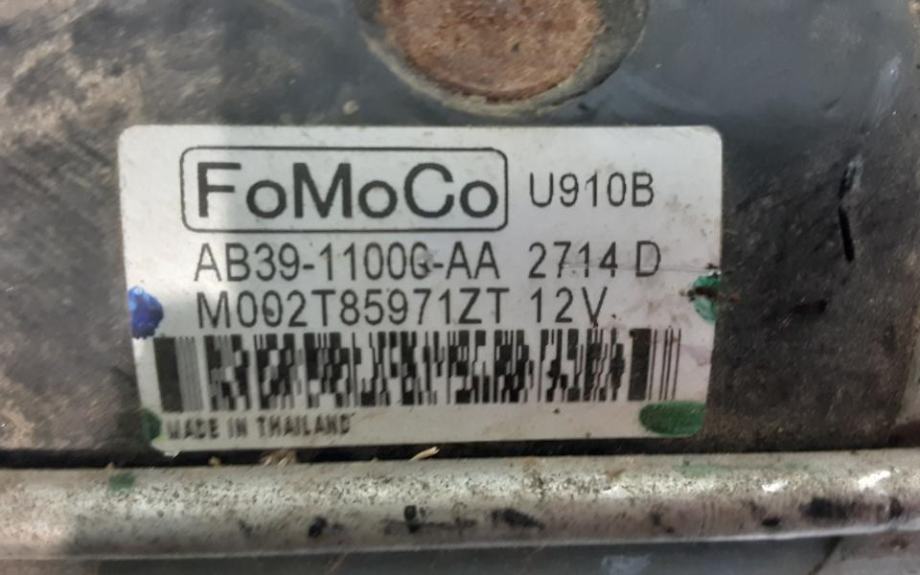 FoMoCo U910B
AB39-11000-AA 2714 D
M002T85971ZT 12V
MADE IN THAILAND